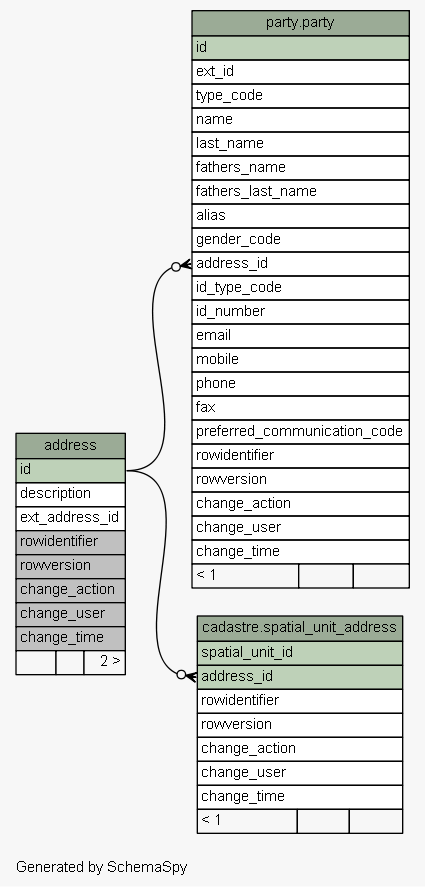 party.party
id
ext_id
type_code
name
last_name
fathers_name
fathers_last_name
alias
gender_code
address_id
id_type_code
id_number
email
mobile
phone
fax
preferred_communication_code
rowidentifier
rowversion
change_action
change_user
change_time
< 1
address
id
description
ext_address_id
rowidentifier
rowversion
change_action
change_user
change_time
2 >
cadastre.spatial_unit_address
spatial_unit_id
address_id
rowidentifier
rowversion
change_action
change_user
change_time
< 1
Generated by SchemaSpy